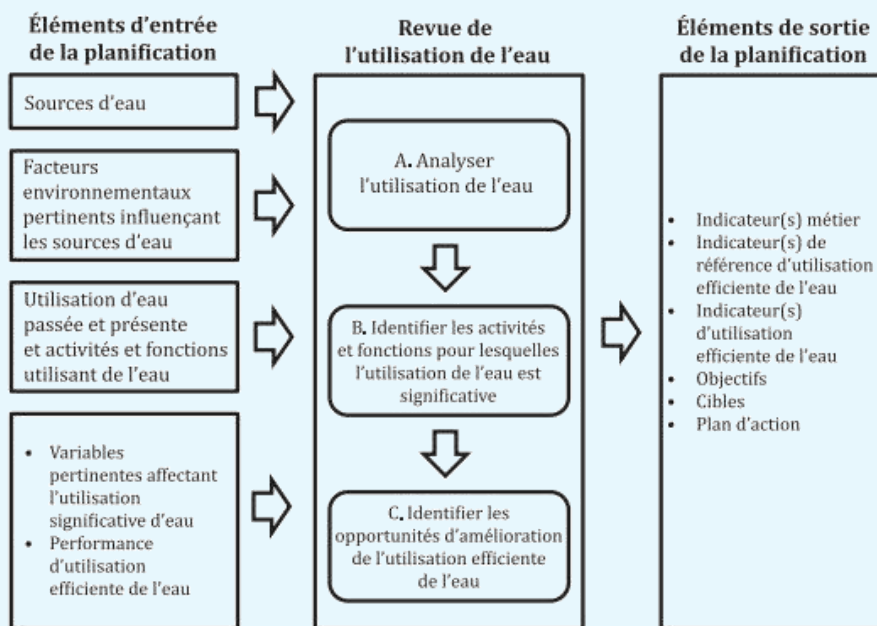 Éléments d'entrée
de la planification
Sources d'eau
Facteurs
environnementaux
pertinents influençant
les sources d'eau
Utilisation d'eau
passée et présente
et activités et fonctions
utilisant de l'eau
• Variables
pertinentes affectant
l'utilisation
significative d'eau
• Performance
d'utilisation
efficiente de l'eau
Revue de
l'utilisation de l'eau
A. Analyser
l'utilisation de l'eau
B. Identifier les activités
et fonctions pour lesquelles
l'utilisation de l'eau est
significative
C. Identifier les
opportunités d'amélioration
de l'utilisation efficiente
de l'eau
Éléments de sortie
de la planification
• Indicateur(s) métier
• Indicateur(s) de
référence d'utilisation
efficiente de l'eau
• Indicateur(s)
d'utilisation
efficiente de l'eau
• Objectifs
• Cibles
• Plan d'action